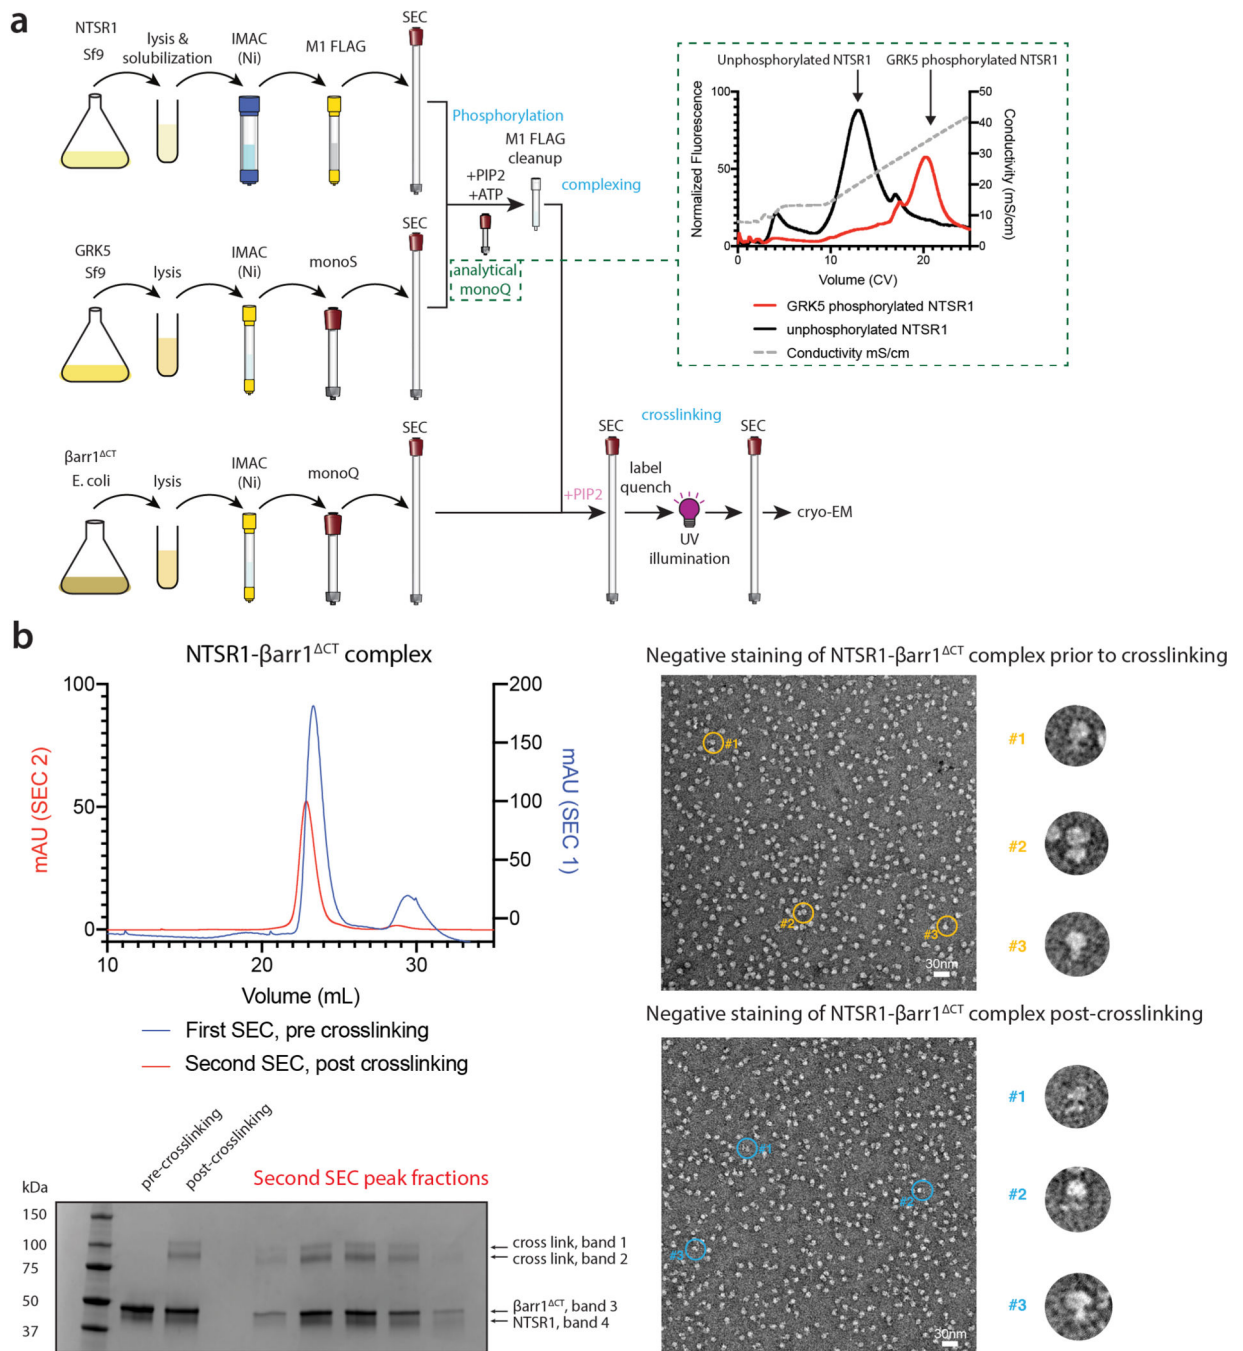 a
NTSR1
Sf9
lysis &
solubilization
IMAC
(Ni)
M1 FLAG
SEC
Phosphorylation
+PIP2
+ATP
M1 FLAG
cleanup
complexing
analytical
monoQ
Unphosphorylated NTSR1
GRK5 phosphorylated NTSR1
Normalized Fluorescence
100
50
0
Conductivity (mS/cm)
50
40
30
20
10
0
0
10
20
Volume (CV)
GRK5 phosphorylated NTSR1
unphosphorylated NTSR1
Conductivity mS/cm
GRK5
Sf9
lysis
IMAC
(Ni)
monoS
SEC
βarr1ΔCT
E. coli
lysis
IMAC
(Ni)
monoQ
SEC
+PIP2
SEC
crosslinking
label
quench
UV
illumination
SEC
cryo-EM
b
NTSR1-βarr1ΔCT complex
mAU (SEC 2)
100
50
0
mAU (SEC 1)
200
150
100
50
0
10
20
30
Volume (mL)
First SEC, pre crosslinking
Second SEC, post crosslinking
pre-crosslinking
post-crosslinking
Second SEC peak fractions
kDa
150
100
75
50
37
cross link, band 1
cross link, band 2
βarr1ΔCT, band 3
NTSR1, band 4
Negative staining of NTSR1-βarr1ΔCT complex prior to crosslinking
#1
#2
#3
30nm
#1
#2
#3
Negative staining of NTSR1-βarr1ΔCT complex post-crosslinking
#1
#2
#3
30nm
#1
#2
#3